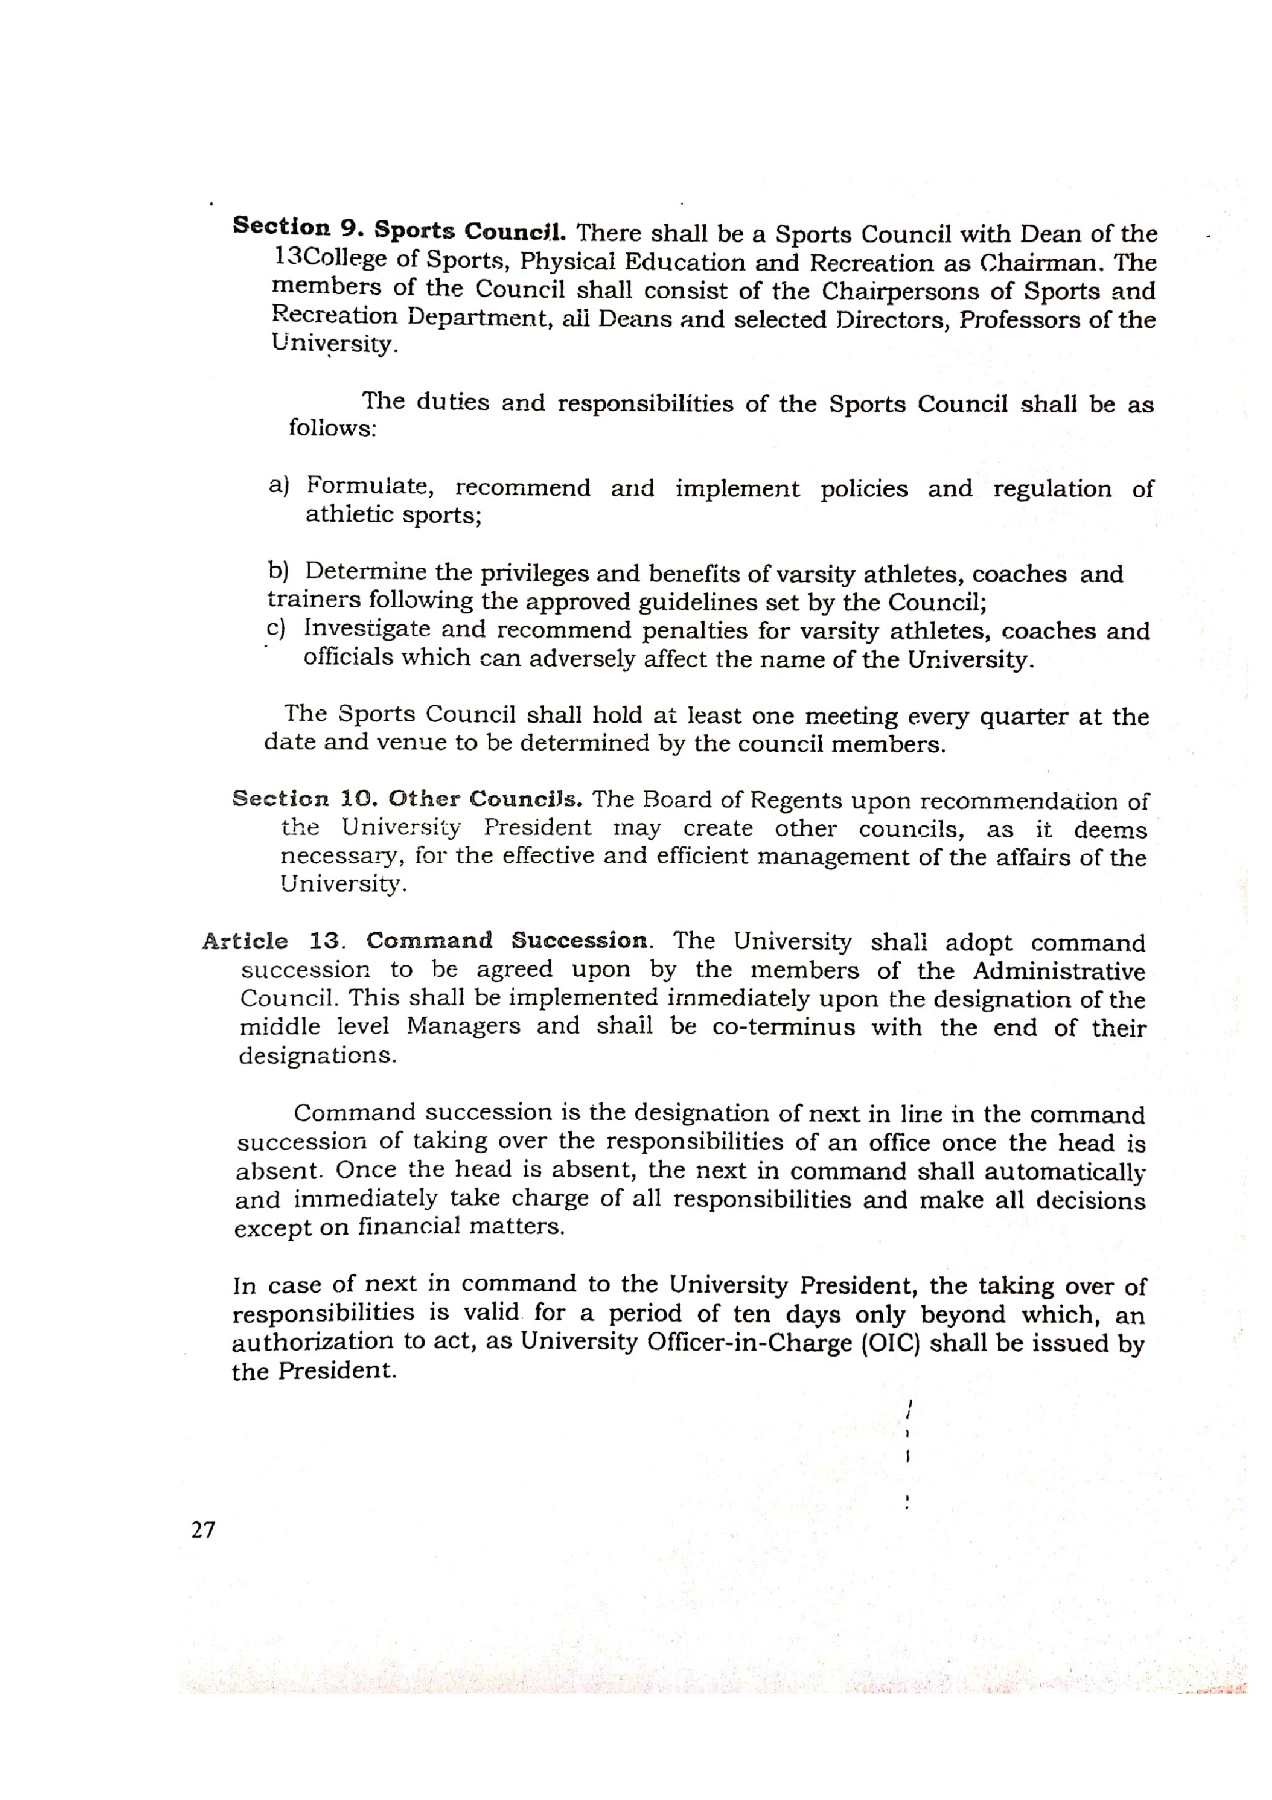 Section 9. Sports Council. There shall be a Sports Council with Dean of the
13College of Sports, Physical Education and Recreation as Chairman. The
members of the Council shall consist of the Chairpersons of Sports and
Recreation Department, all Deans and selected Directors, Professors of the
University.
The duties and responsibilities of the Sports Council shall be as
follows:
a) Formulate, recommend and implement policies and regulation of
athletic sports;
b) Determine the privileges and benefits of varsity athletes, coaches and
trainers following the approved guidelines set by the Council;
c) Investigate and recommend penalties for varsity athletes, coaches and
officials which can adversely affect the name of the University.
The Sports Council shall hold at least one meeting every quarter at the
date and venue to be determined by the council members.
Section 10. Other Councils. The Board of Regents upon recommendation of
the University President may create other councils, as it deems
necessary, for the effective and efficient management of the affairs of the
University.
Article 13. Command Succession. The University shall adopt command
succession to be agreed upon by the members of the Administrative
Council. This shall be implemented immediately upon the designation of the
middle level Managers and shall be co-terminus with the end of their
designations.
Command succession is the designation of next in line in the command
succession of taking over the responsibilities of an office once the head is
absent. Once the head is absent, the next in command shall automatically
and immediately take charge of all responsibilities and make all decisions
except on financial matters.
In case of next in command to the University President, the taking over of
responsibilities is valid for a period of ten days only beyond which, an
authorization to act, as University Officer-in-Charge (OIC) shall be issued by
the President.
27